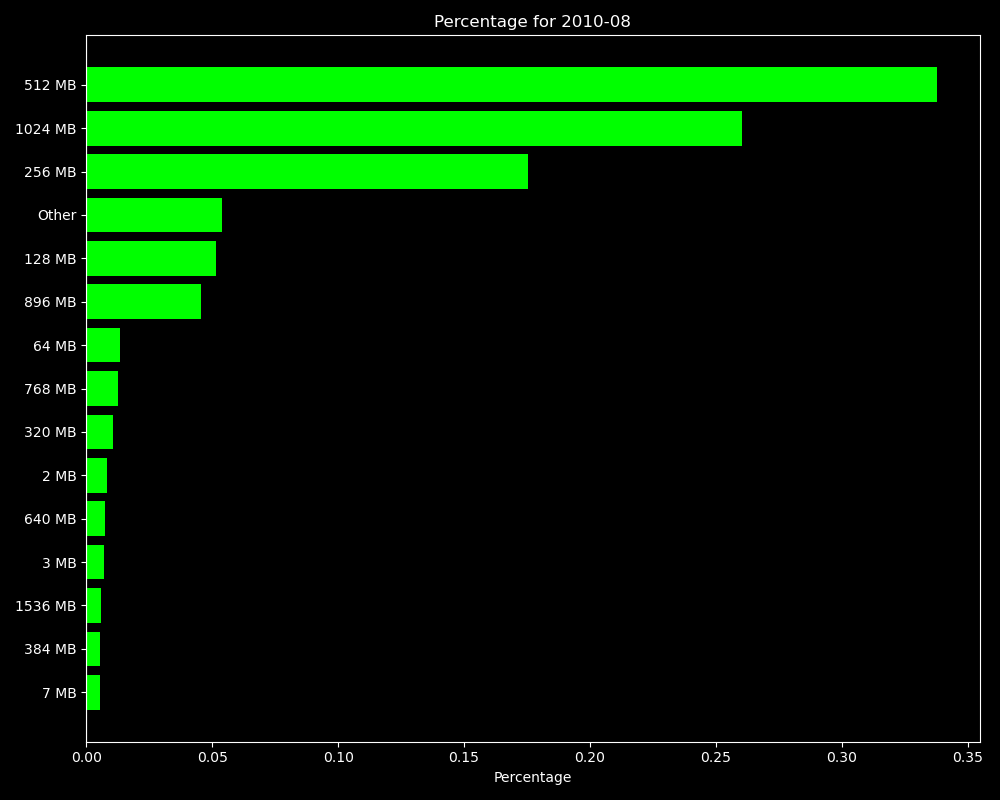 Percentage for 2010-08
512 MB
1024 MB
256 MB
Other
128 MB
896 MB
64 MB
768 MB
320 MB
2 MB
640 MB
3 MB
1536 MB
384 MB
7 MB
0.00 0.05 0.10 0.15 0.20 0.25 0.30 0.35
Percentage